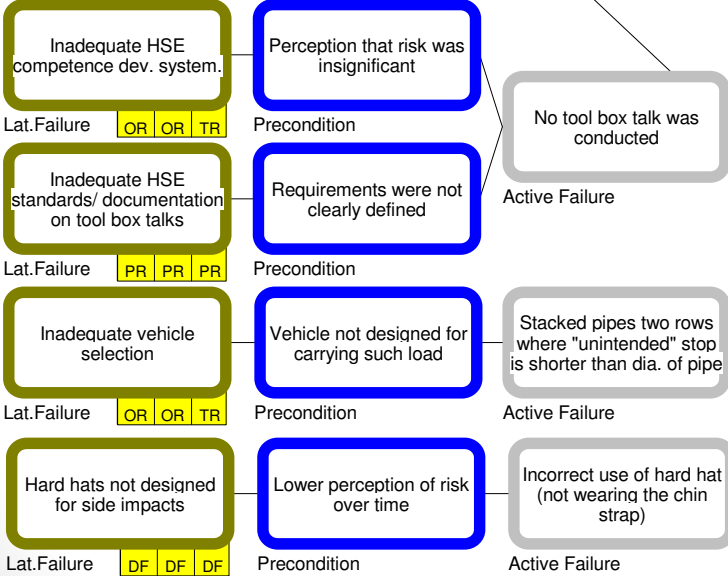 Inadequate HSE
competence dev. system.
Lat.Failure
OR OR TR
Perception that risk was
insignificant
Precondition
No tool box talk was
conducted
Active Failure
Inadequate HSE
standards/ documentation
on tool box talks
Lat.Failure
PR PR PR
Requirements were not
clearly defined
Precondition
Inadequate vehicle
selection
Lat.Failure
OR OR TR
Vehicle not designed for
carrying such load
Precondition
Stacked pipes two rows
where "unintended" stop
is shorter than dia. of pipe
Active Failure
Hard hats not designed
for side impacts
Lat.Failure
DF DF DF
Lower perception of risk
over time
Precondition
Incorrect use of hard hat
(not wearing the chin
strap)
Active Failure